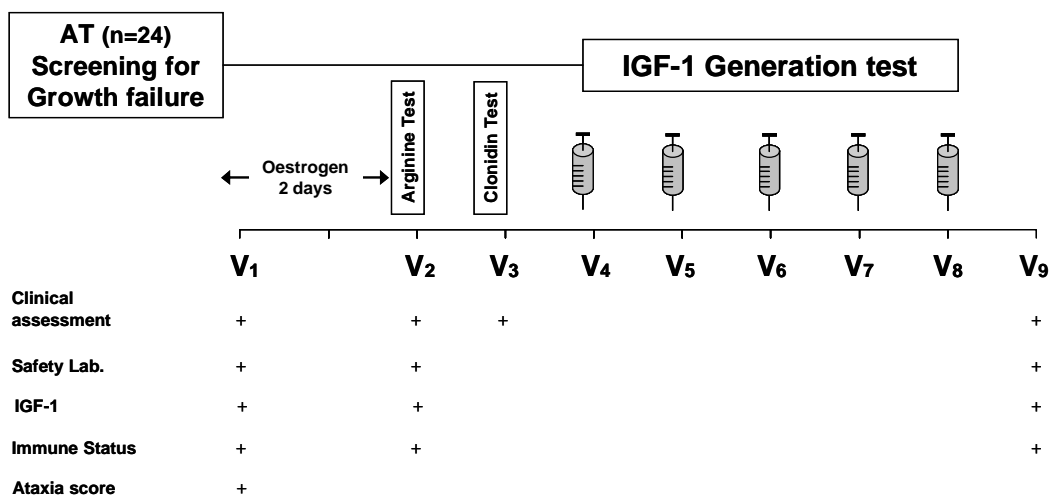 AT (n=24)
Screening for
Growth failure
IGF-1 Generation test
Arginine Test
Clonidin Test
Oestrogen
2 days
V1 V2 V3 V4 V5 V6 V7 V8 V9
Clinical
assessment + + + +
Safety Lab. + + +
IGF-1 + + +
Immune Status + + +
Ataxia score +